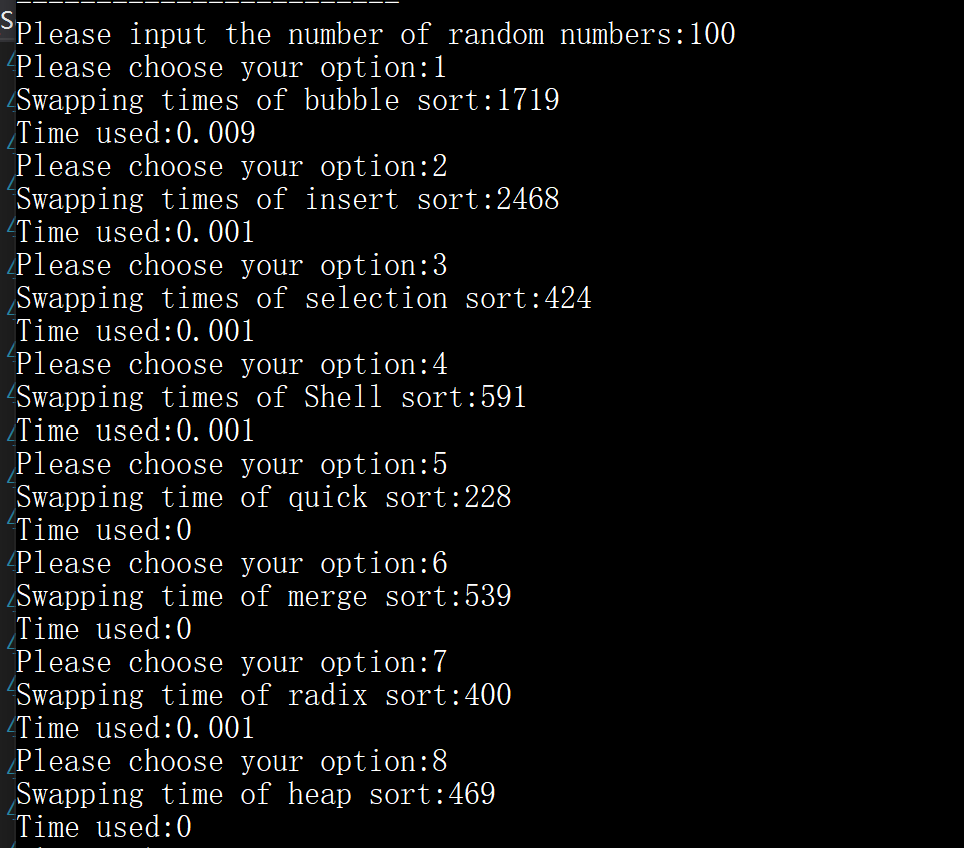 S
------------------------
Please input the number of random numbers:100
Please choose your option:1
Swapping times of bubble sort:1719
Time used:0.009
Please choose your option:2
Swapping times of insert sort:2468
Time used:0.001
Please choose your option:3
Swapping times of selection sort:424
Time used:0.001
Please choose your option:4
Swapping times of Shell sort:591
Time used:0.001
Please choose your option:5
Swapping time of quick sort:228
Time used:0
Please choose your option:6
Swapping time of merge sort:539
Time used:0
Please choose your option:7
Swapping time of radix sort:400
Time used:0.001
Please choose your option:8
Swapping time of heap sort:469
Time used:0